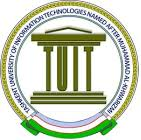 TASHKENT UNIVERSITY OF INFORMATION TECHNOLOGIES NAMED AFTER MUHAMMAD AL-KHWARIZMI
TUIT